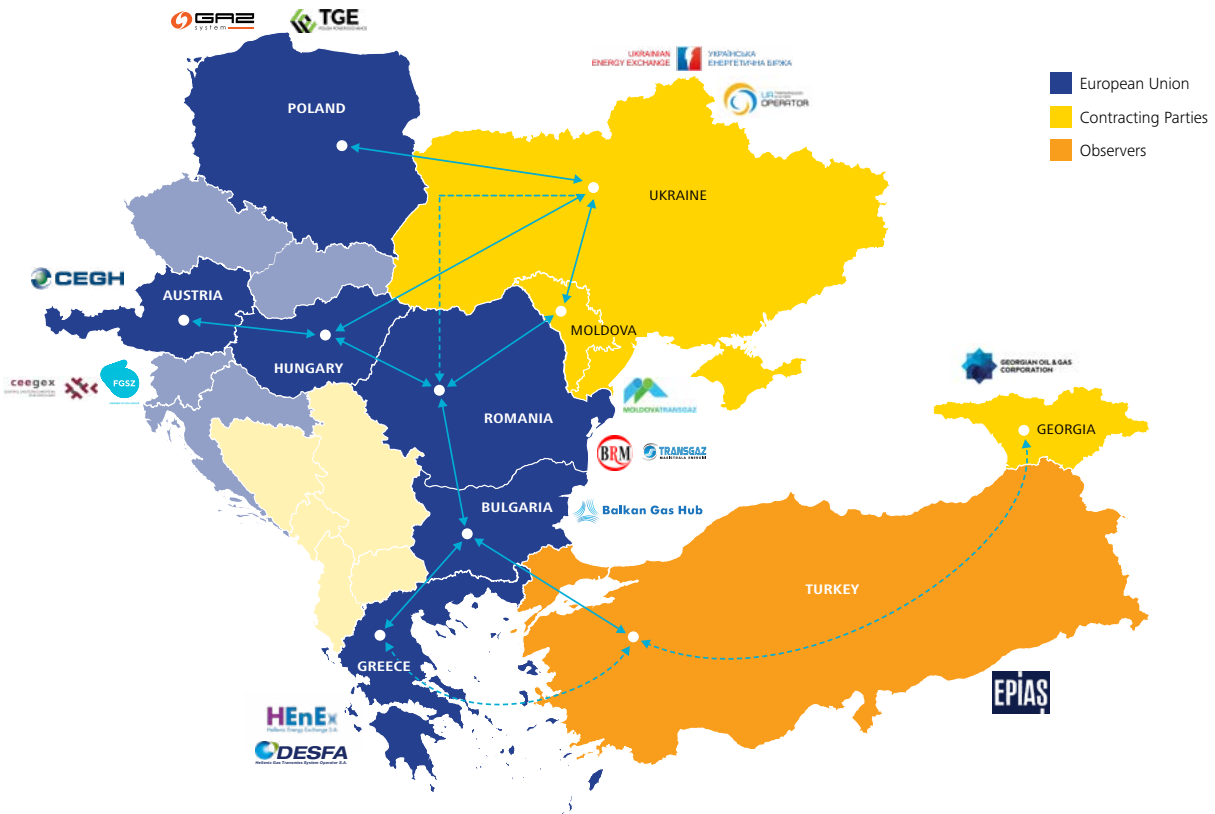 GAZ
system
TGE
UKRAINIAN
ENERGY EXCHANGE
УКРАЇНСЬКА
ЕНЕРГЕТИЧНА БІРЖА
OPERATOR
European Union
Contracting Parties
Observers
POLAND
UKRAINE
CEGH
AUSTRIA
MOLDOVA
HUNGARY
ceegex
FGSZ
GEORGIAN OIL & GAS
CORPORATION
MOLDOVATRANSGAZ
ROMANIA
GEORGIA
BRM
TRANSGAZ
BULGARIA
Balkan Gas Hub
TURKEY
GREECE
EPİAŞ
HEnEx
Hellenic Energy Exchange S.A.
DESFA
Hellenic Gas Transmission System Operator S.A.